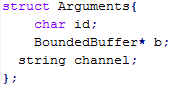 struct Arguments{
    char id;
    BoundedBuffer* b;
  string channel;
};